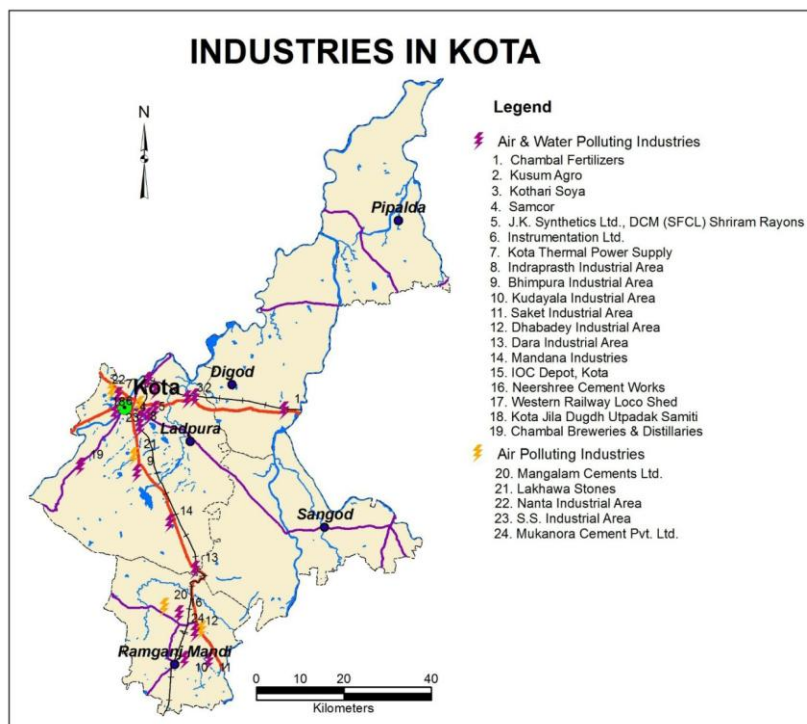 INDUSTRIES IN KOTA
N
Legend
Air & Water Polluting Industries
1. Chambal Fertilizers
2. Kusum Agro
3. Kothari Soya
4. Samcor
5. J.K. Synthetics Ltd., DCM (SFCL) Shriram Rayons
6. Instrumentation Ltd.
7. Kota Thermal Power Supply
8. Indraprasth Industrial Area
9. Bhimpura Industrial Area
10. Kudayala Industrial Area
11. Saket Industrial Area
12. Dhabadey Industrial Area
13. Dara Industrial Area
14. Mandana Industries
15. IOC Depot, Kota
16. Neershree Cement Works
17. Western Railway Loco Shed
18. Kota Jila Dugdh Utpadak Samiti
19. Chambal Breweries & Distillaries
Air Polluting Industries
20. Mangalam Cements Ltd.
21. Lakhawa Stones
22. Nanta Industrial Area
23. S.S. Industrial Area
24. Mukanora Cement Pvt. Ltd.
Pipalda
Digod
22
Kota
1
23
Ladpura
21
19
9
14
Sangod
13
20
24
12
Ramganj Mandi
10
11
0 10 20 40
Kilometers